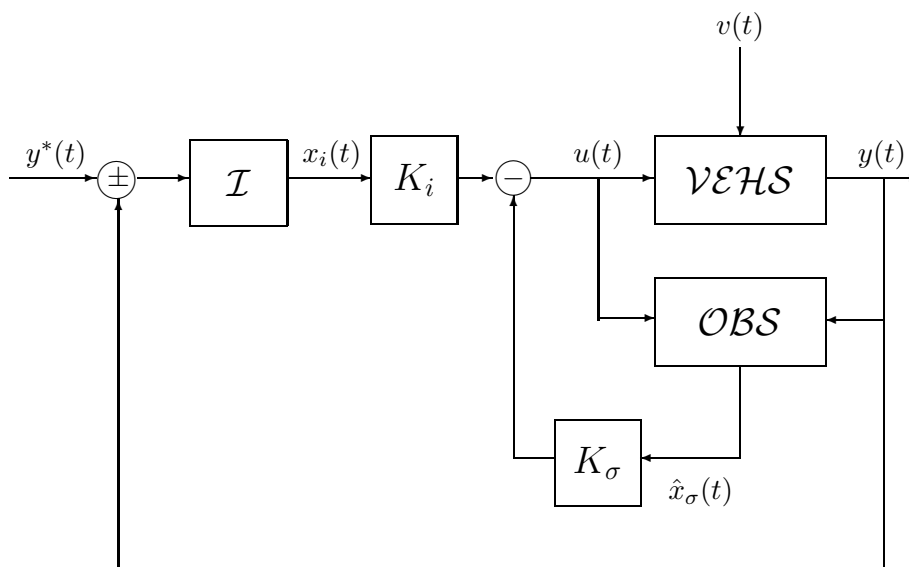 v(t)
y*(t)
±
𝓘
x_i(t)
K_i
−
u(t)
𝓥𝓔𝓗𝓢
y(t)
𝓞𝓑𝓢
K_σ
x̂_σ(t)